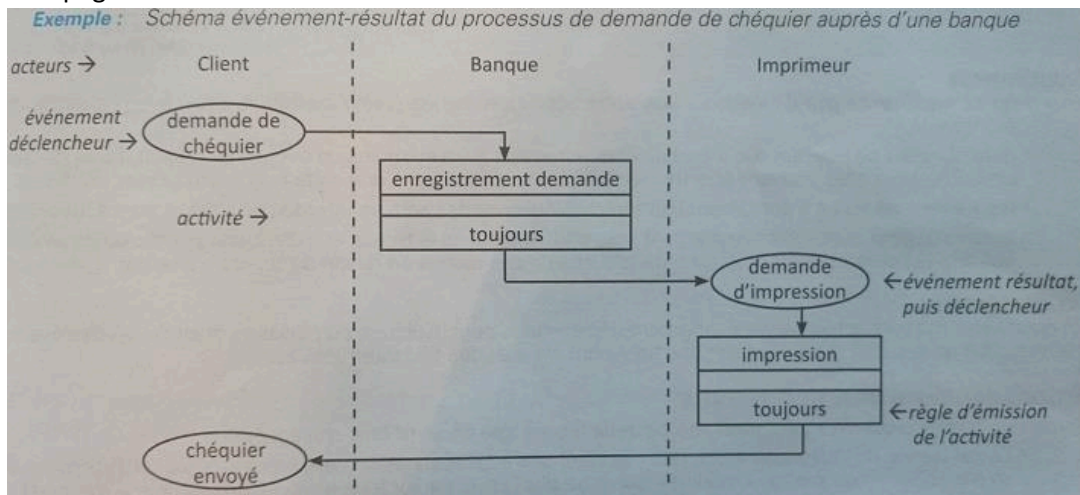 Exemple : Schéma événement-résultat du processus de demande de chéquier auprès d'une banque
acteurs → Client Banque Imprimeur
événement
déclencheur →
demande de
chéquier
enregistrement demande
activité →
toujours
demande
d'impression
←événement résultat,
puis déclencheur
impression
toujours
←règle d'émission
de l'activité
chéquier
envoyé